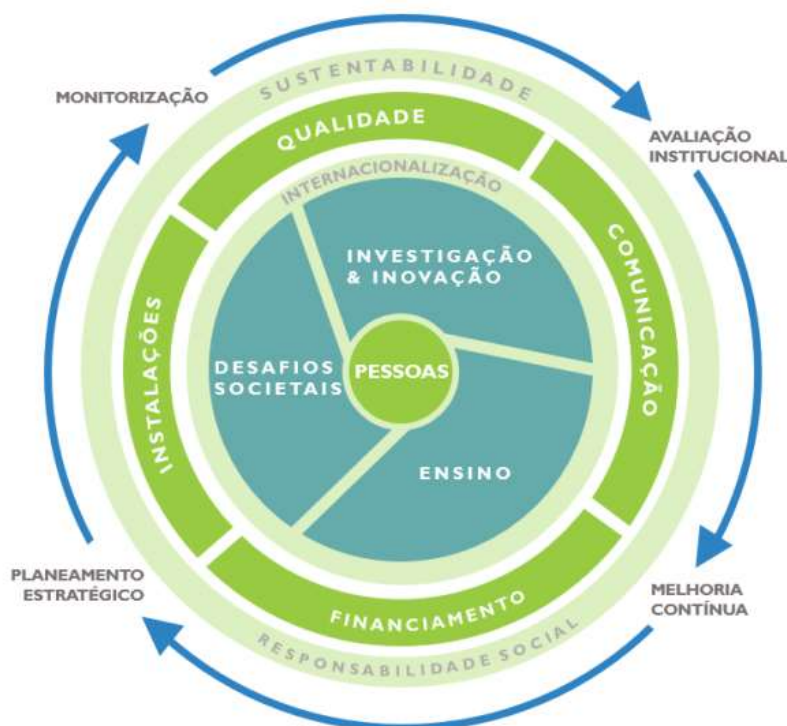 SUSTENTABILIDADE
MONITORIZAÇÃO
QUALIDADE
AVALIAÇÃO
INSTITUCIONAL
INTERNACIONALIZAÇÃO
INVESTIGAÇÃO
& INOVAÇÃO
COMUNICAÇÃO
INSTALAÇÕES
DESAFIOS
SOCIETAIS
PESSOAS
ENSINO
PLANEAMENTO
ESTRATÉGICO
MELHORIA
CONTÍNUA
FINANCIAMENTO
RESPONSABILIDADE SOCIAL